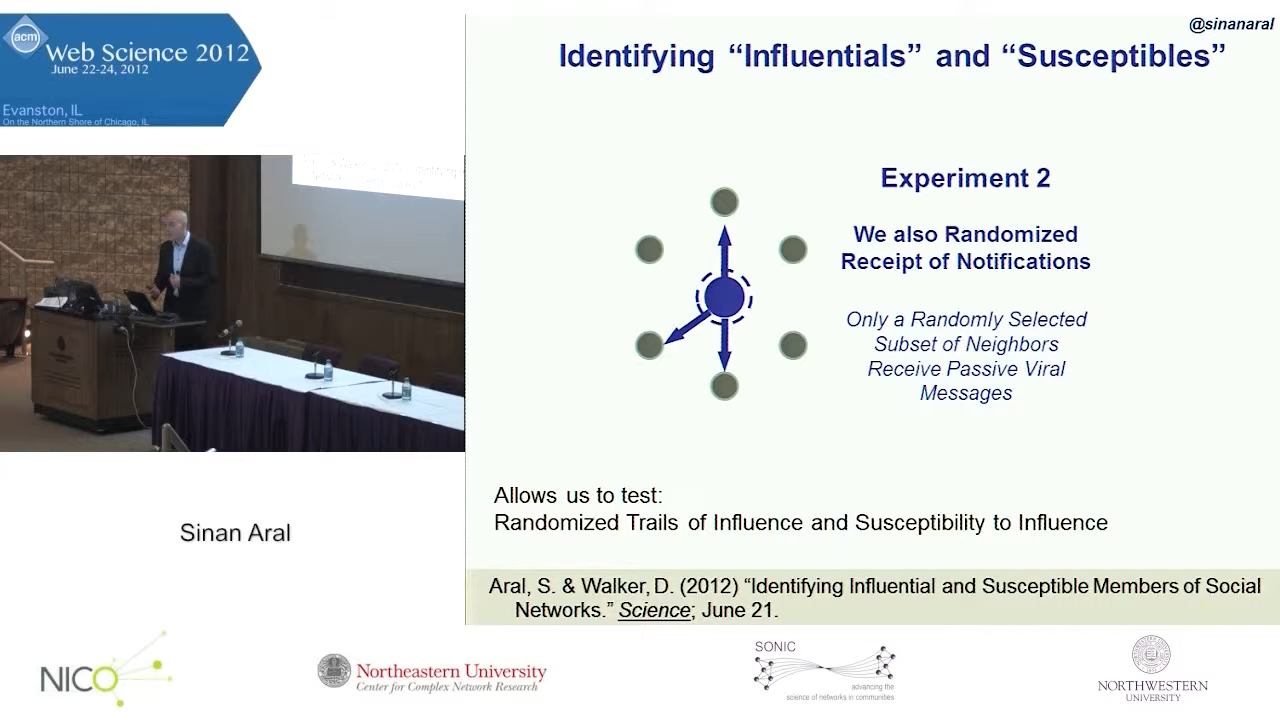 acm
Web Science 2012
June 22-24, 2012
Evanston, IL
On the Northern Shore of Chicago, IL
@sinanaral
Identifying “Influentials” and “Susceptibles”
Experiment 2
We also Randomized
Receipt of Notifications
Only a Randomly Selected
Subset of Neighbors
Receive Passive Viral
Messages
Sinan Aral
Allows us to test:
Randomized Trails of Influence and Susceptibility to Influence
Aral, S. & Walker, D. (2012) “Identifying Influential and Susceptible Members of Social
Networks.” Science; June 21.
NICO
Northeastern University
Center for Complex Network Research
SONIC
advancing the
science of networks in communities
NORTHWESTERN
UNIVERSITY